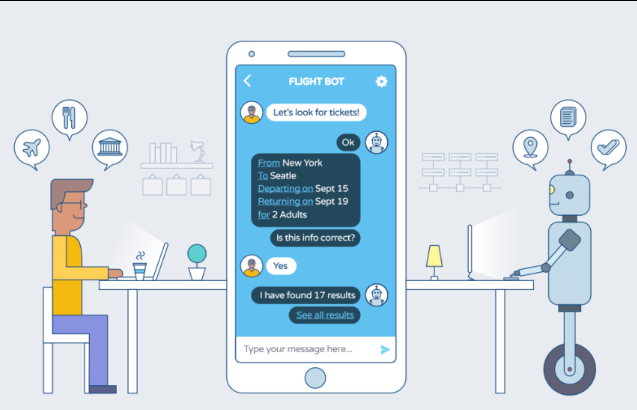 FLIGHT BOT
Let's look for tickets!
Ok
From New York
To Seatle
Departing on Sept 15
Returning on Sept 19
for 2 Adults
Is this info correct?
Yes
I have found 17 results
See all results
Type your message here...